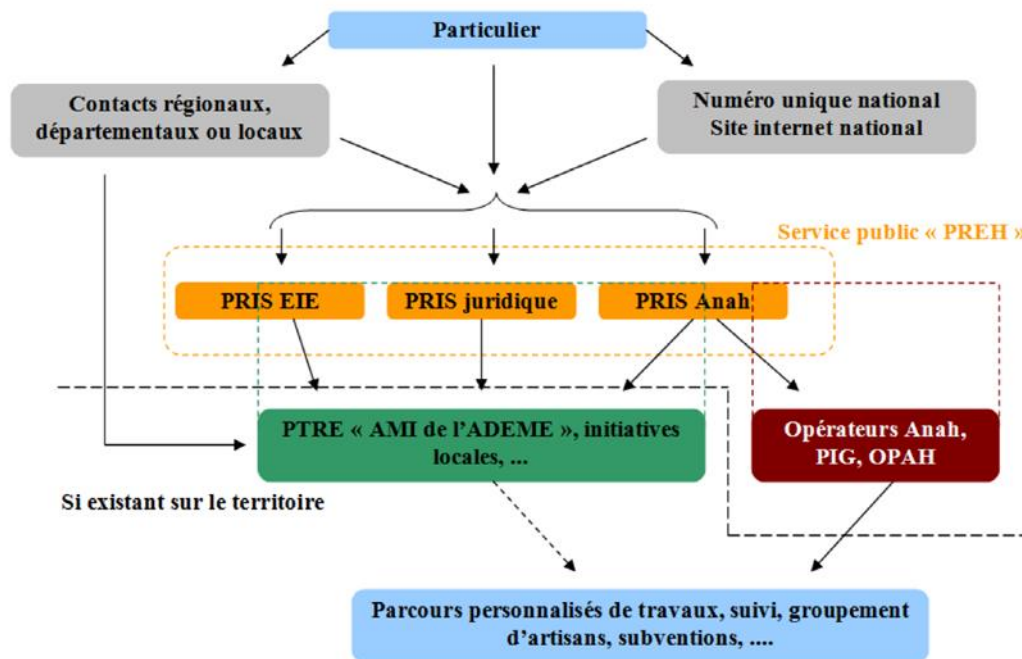 Particulier
Contacts régionaux,
départementaux ou locaux
Numéro unique national
Site internet national
Service public « PREH »
PRIS EIE
PRIS juridique
PRIS Anah
PTRE « AMI de l’ADEME », initiatives
locales, ...
Opérateurs Anah,
PIG, OPAH
Si existant sur le territoire
Parcours personnalisés de travaux, suivi, groupement
d’artisans, subventions, ....